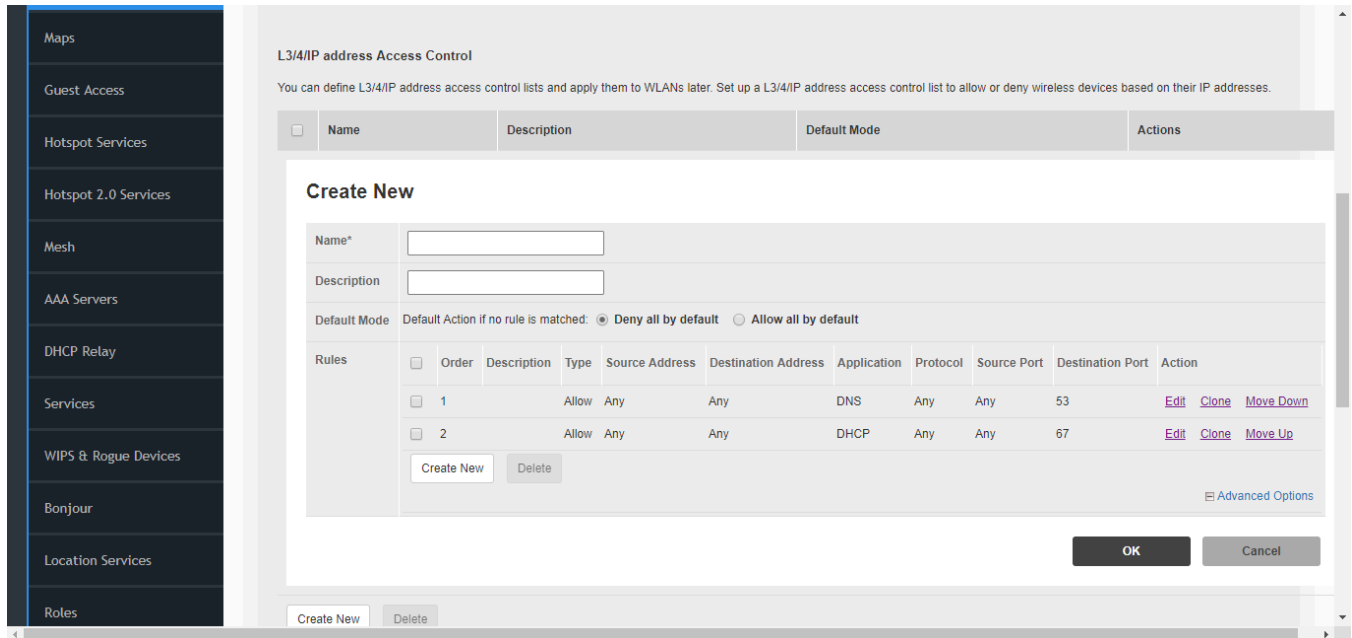 Maps
Guest Access
Hotspot Services
Hotspot 2.0 Services
Mesh
AAA Servers
DHCP Relay
Services
WIPS & Rogue Devices
Bonjour
Location Services
Roles
L3/4/IP address Access Control
You can define L3/4/IP address access control lists and apply them to WLANs later. Set up a L3/4/IP address access control list to allow or deny wireless devices based on their IP addresses.
Name Description Default Mode Actions
Create New
Name*
Description
Default Mode Default Action if no rule is matched: Deny all by default Allow all by default
Rules Order Description Type Source Address Destination Address Application Protocol Source Port Destination Port Action
1 Allow Any Any DNS Any Any 53 Edit Clone Move Down
2 Allow Any Any DHCP Any Any 67 Edit Clone Move Up
Create New Delete
Advanced Options
OK Cancel
Create New Delete